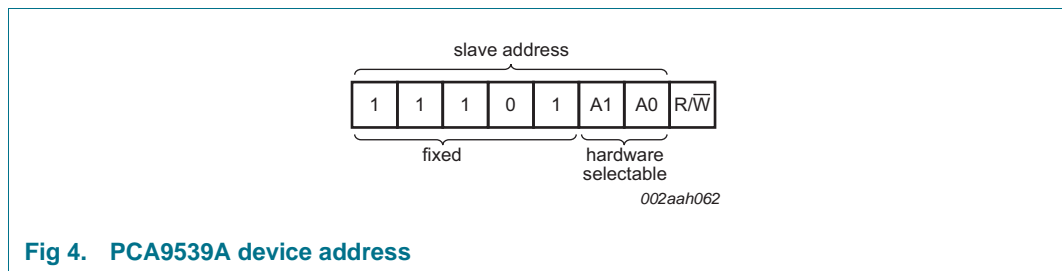 slave address
1 1 1 0 1 A1 A0 R/W̅
fixed
hardware
selectable
002aah062
Fig 4. PCA9539A device address